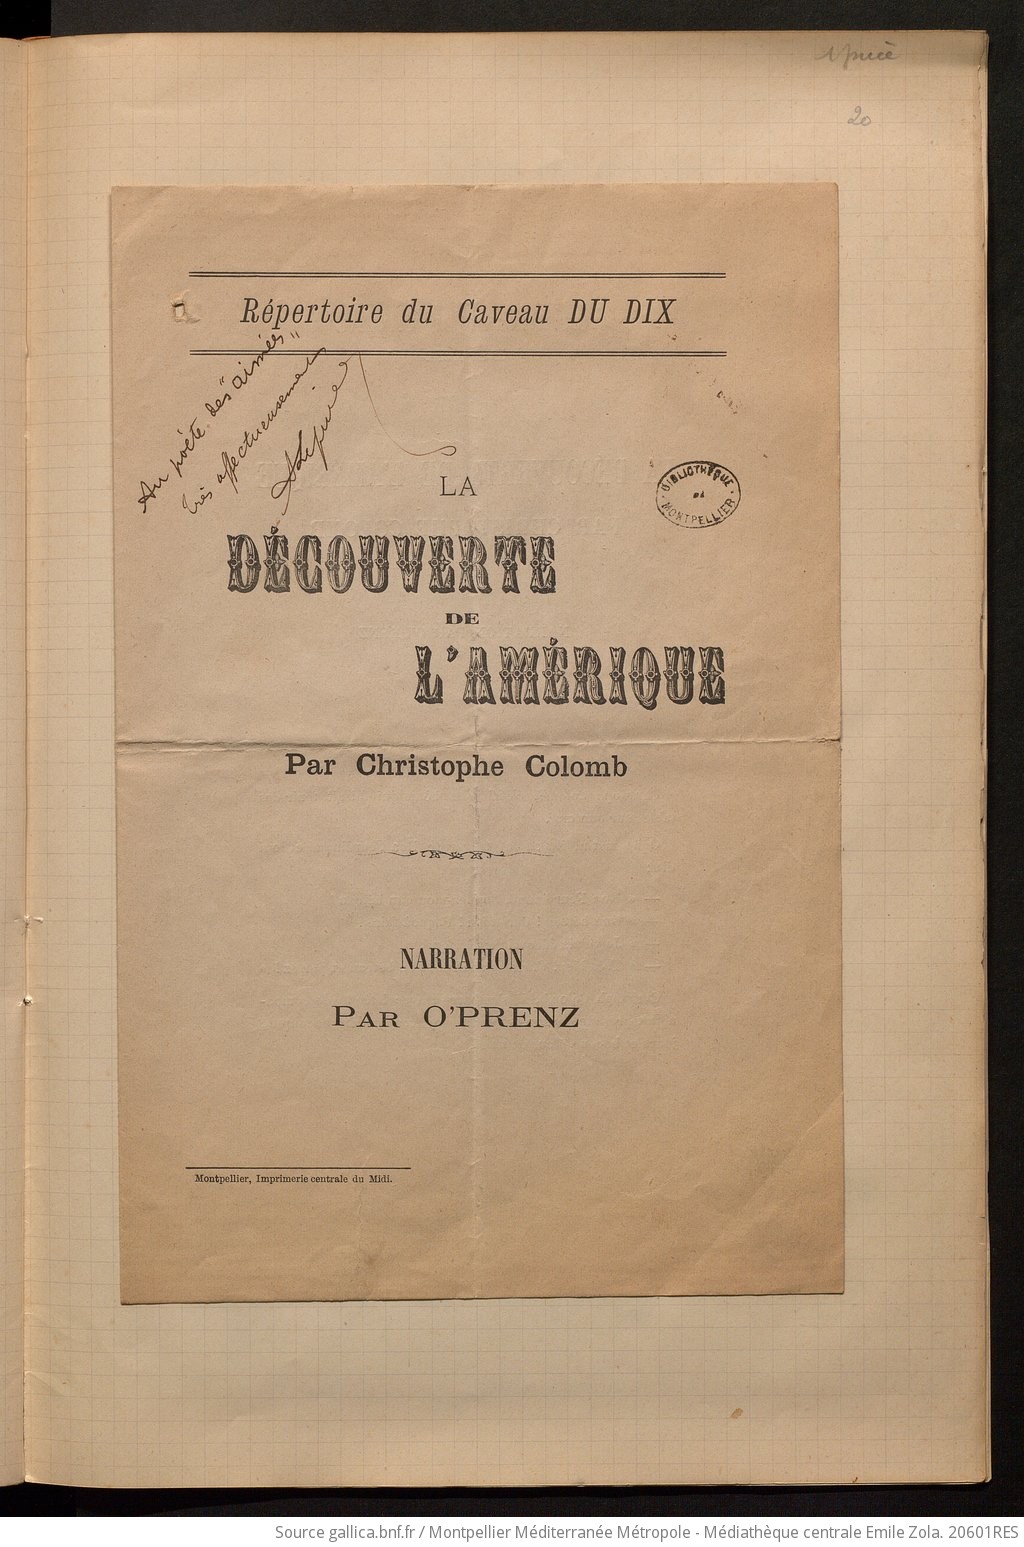 1 pièce
20
Répertoire du Caveau DU DIX
Au poète des "aimées"
très affectueusement
LA
BIBLIOTHÈQUE DE MONTPELLIER
DÉCOUVERTE
DE
L'AMÉRIQUE
Par Christophe Colomb
NARRATION
PAR O'PRENZ
Montpellier, Imprimerie centrale du Midi.
Source gallica.bnf.fr / Montpellier Méditerranée Métropole - Médiathèque centrale Emile Zola. 20601RES